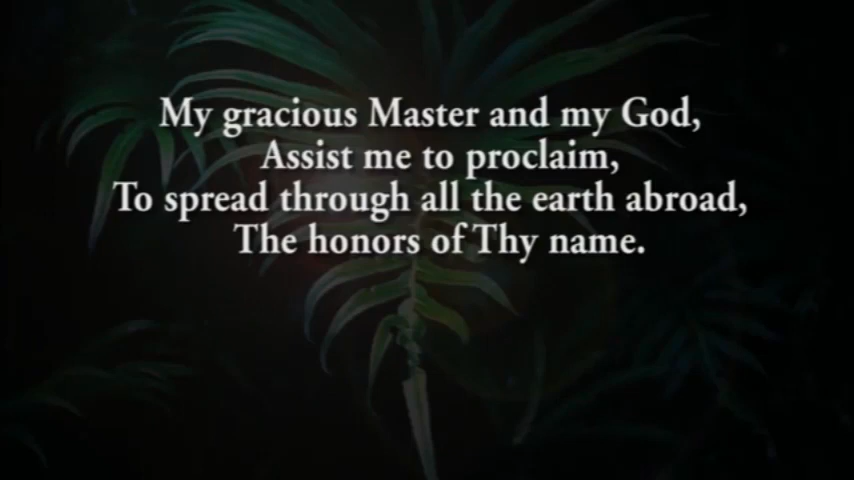 My gracious Master and my God,
Assist me to proclaim,
To spread through all the earth abroad,
The honors of Thy name.